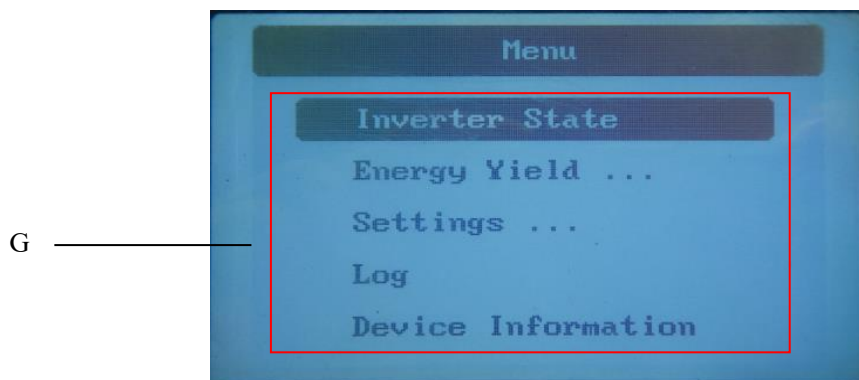 Menu
Inverter State
Energy Yield ...
Settings ...
G
Log
Device Information